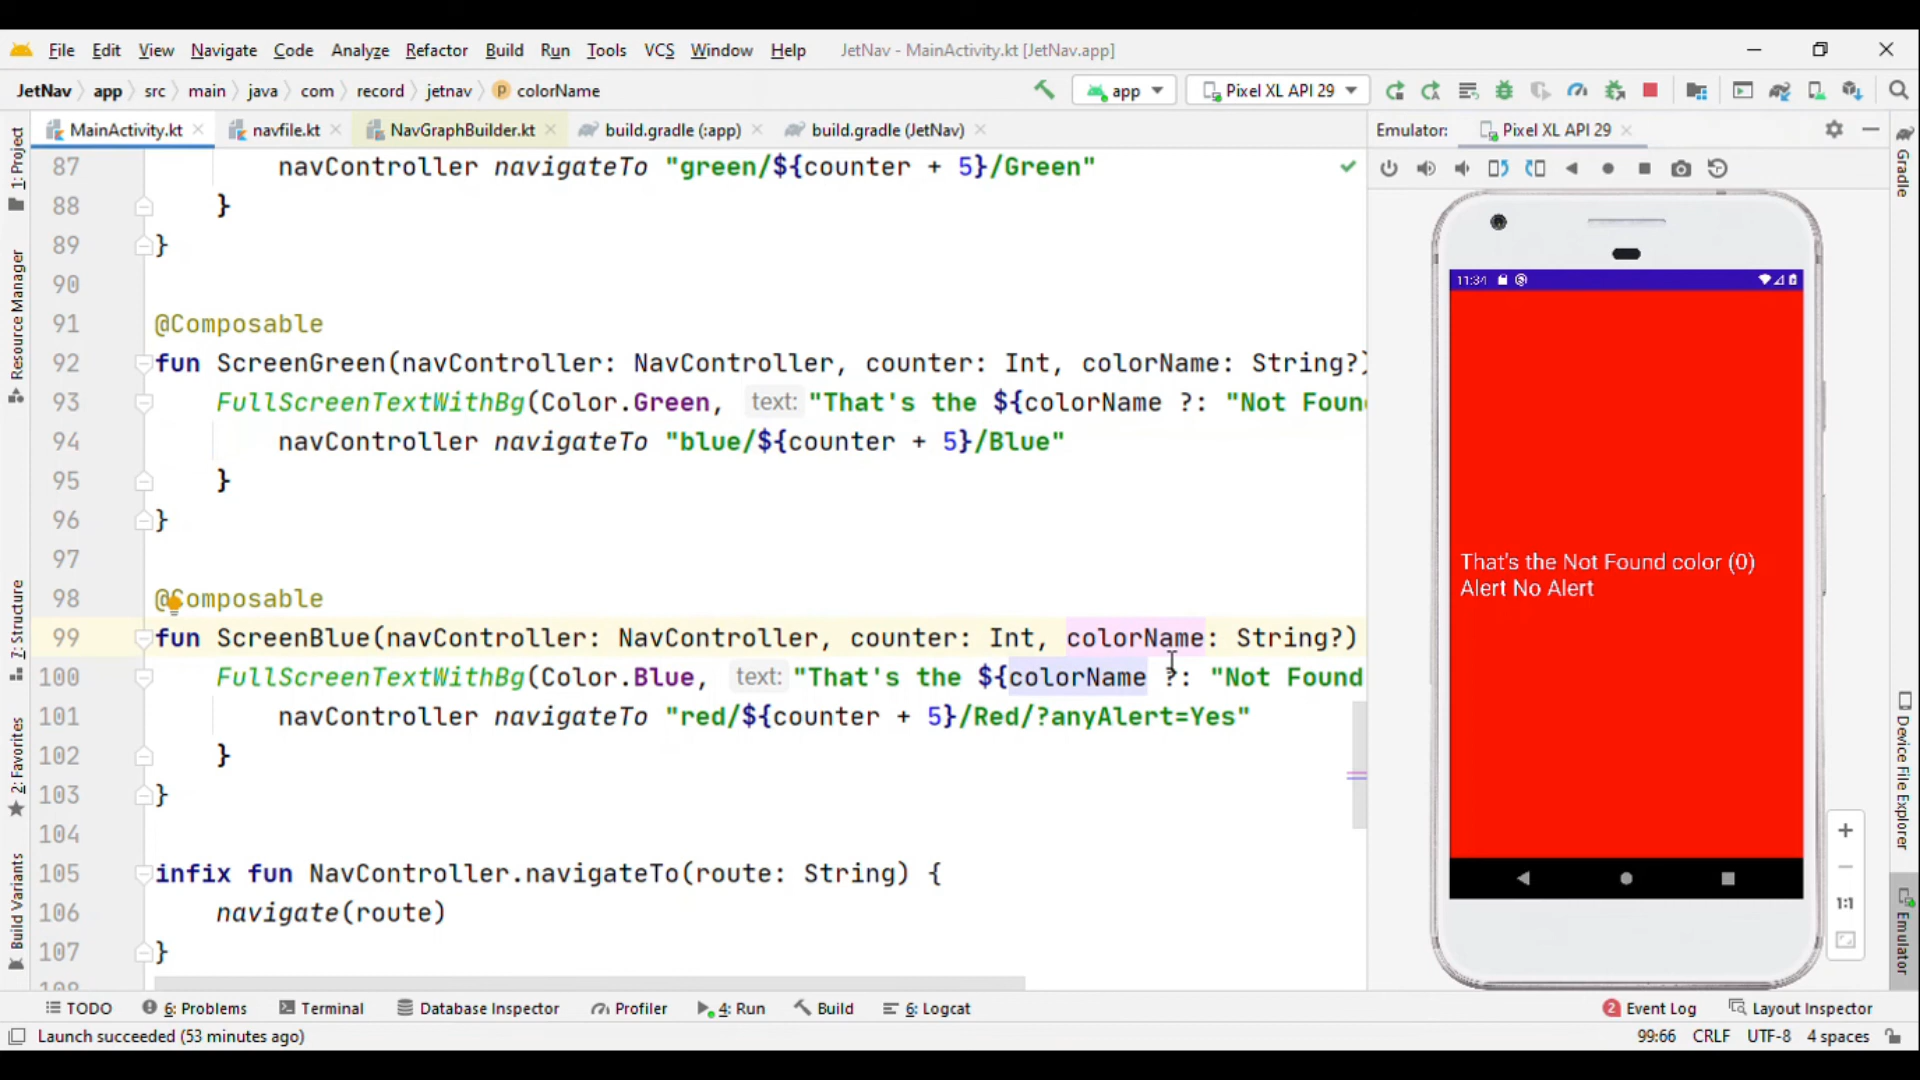 File Edit View Navigate Code Analyze Refactor Build Run Tools VCS Window Help JetNav - MainActivity.kt [JetNav.app]
JetNav app src main java com record jetnav colorName app Pixel XL API 29
MainActivity.kt navfile.kt NavGraphBuilder.kt build.gradle (:app) build.gradle (JetNav) Emulator: Pixel XL API 29
87 navController navigateTo "green/${counter + 5}/Green"
88 }
89 }
90
91 @Composable
92 fun ScreenGreen(navController: NavController, counter: Int, colorName: String?)
93 FullScreenTextWithBg(Color.Green, text: "That's the ${colorName ?: "Not Foun
94 navController navigateTo "blue/${counter + 5}/Blue"
95 }
96 }
97
98 @Composable
99 fun ScreenBlue(navController: NavController, counter: Int, colorName: String?)
100 FullScreenTextWithBg(Color.Blue, text: "That's the ${colorName ?: "Not Found
101 navController navigateTo "red/${counter + 5}/Red/?anyAlert=Yes"
102 }
103 }
104
105 infix fun NavController.navigateTo(route: String) {
106 navigate(route)
107 }
1: Project
Resource Manager
7: Structure
2: Favorites
Build Variants
11:34
That's the Not Found color (0)
Alert No Alert
1:1
Gradle
Device File Explorer
Emulator
TODO 6: Problems Terminal Database Inspector Profiler 4: Run Build 6: Logcat 2 Event Log Layout Inspector
Launch succeeded (53 minutes ago) 99:66 CRLF UTF-8 4 spaces